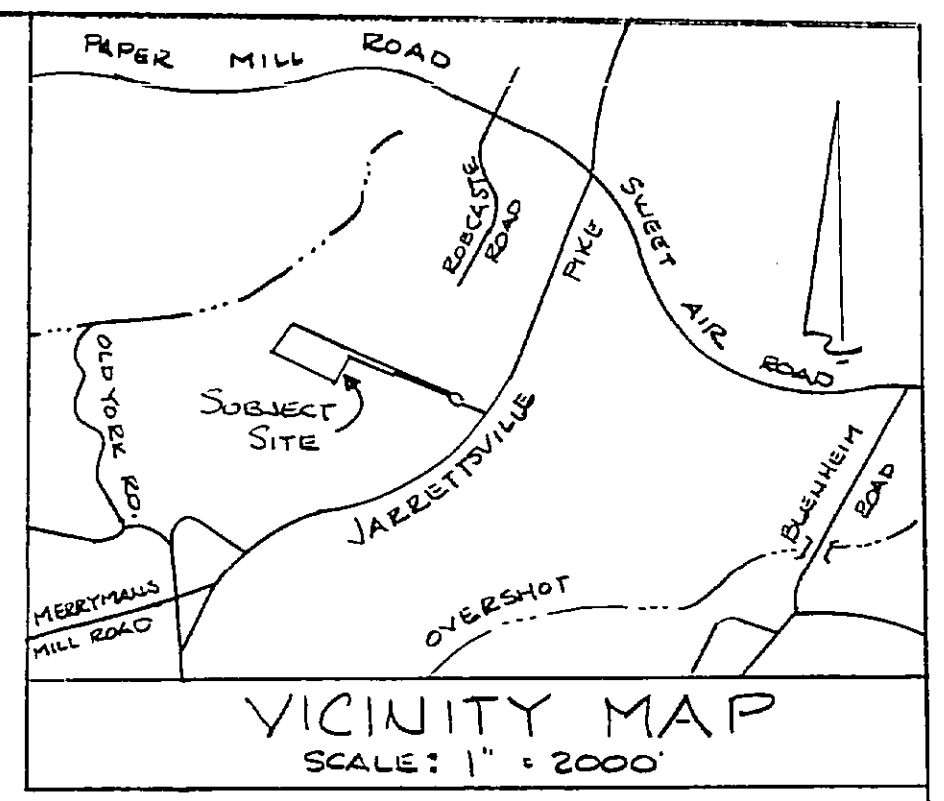 PAPER MILL ROAD
ROBCASTE
ROAD
PIKE
SWEET AIR ROAD
OLD YORK RD.
SUBJECT
SITE
JARRETTSVILLE
BLENHEIM
ROAD
MERRYMANS
MILL ROAD
OVERSHOT
VICINITY MAP
SCALE: 1" = 2000'